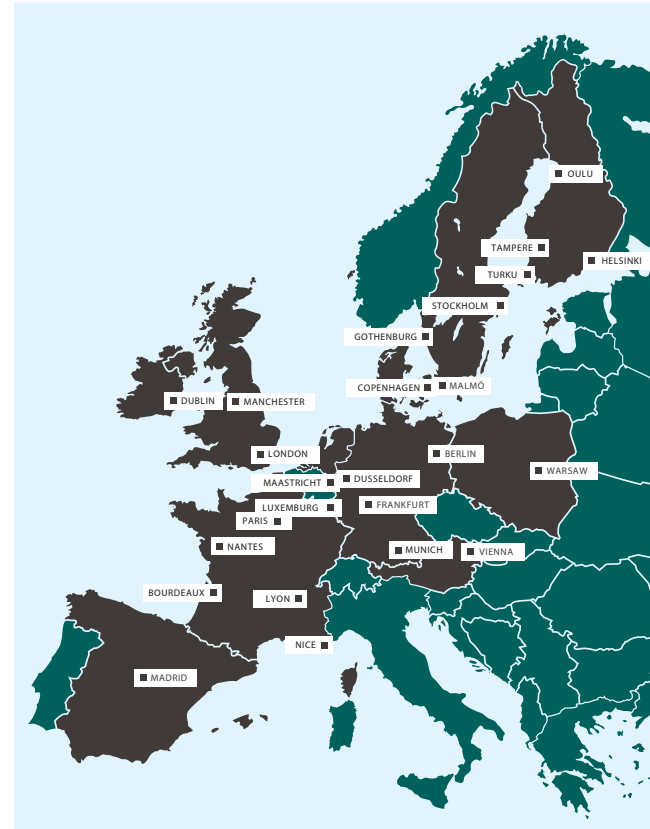 OULU
TAMPERE
HELSINKI
TURKU
STOCKHOLM
GOTHENBURG
COPENHAGEN
MALMÖ
DUBLIN
MANCHESTER
LONDON
BERLIN
WARSAW
MAASTRICHT
DUSSELDORF
LUXEMBURG
FRANKFURT
PARIS
NANTES
MUNICH
VIENNA
BOURDEAUX
LYON
NICE
MADRID